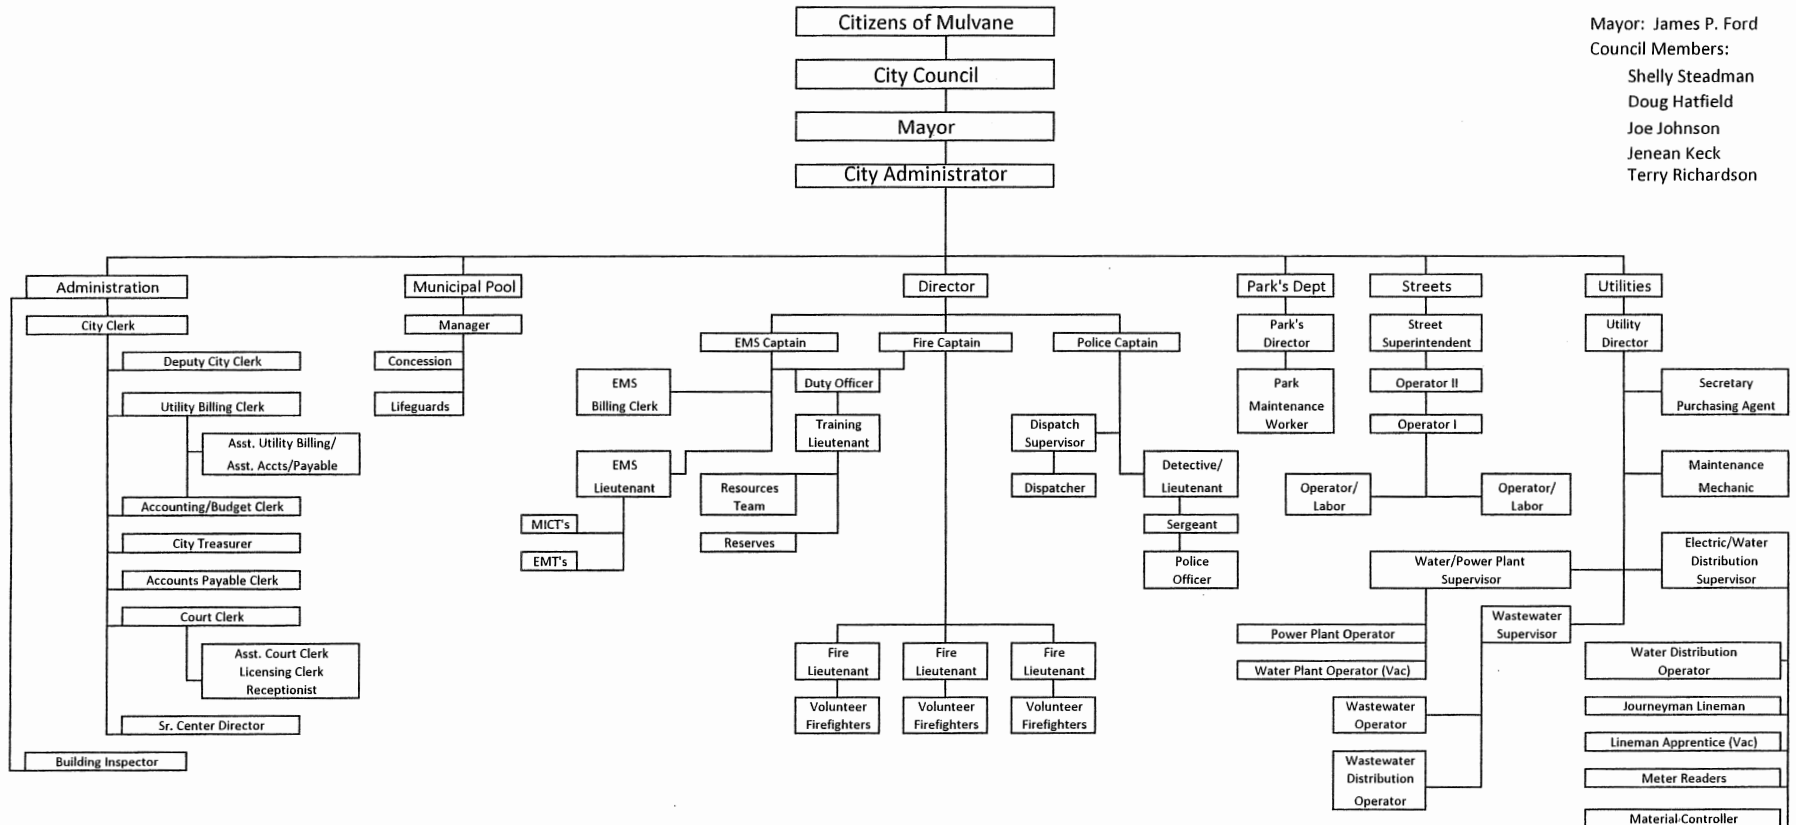 Citizens of Mulvane
City Council
Mayor
City Administrator
Mayor: James P. Ford
Council Members:
Shelly Steadman
Doug Hatfield
Joe Johnson
Jenean Keck
Terry Richardson
Administration
City Clerk
Deputy City Clerk
Utility Billing Clerk
Asst. Utility Billing/
Asst. Accts/Payable
Accounting/Budget Clerk
City Treasurer
Accounts Payable Clerk
Court Clerk
Asst. Court Clerk
Licensing Clerk
Receptionist
Sr. Center Director
Building Inspector
Municipal Pool
Manager
Concession
Lifeguards
Director
EMS Captain
EMS
Billing Clerk
EMS
Lieutenant
MICT's
EMT's
Fire Captain
Duty Officer
Training
Lieutenant
Resources
Team
Reserves
Fire
Lieutenant
Volunteer
Firefighters
Fire
Lieutenant
Volunteer
Firefighters
Fire
Lieutenant
Volunteer
Firefighters
Police Captain
Dispatch
Supervisor
Dispatcher
Detective/
Lieutenant
Sergeant
Police
Officer
Park's Dept
Park's
Director
Park
Maintenance
Worker
Streets
Street
Superintendent
Operator II
Operator I
Operator/
Labor
Operator/
Labor
Utilities
Utility
Director
Secretary
Purchasing Agent
Maintenance
Mechanic
Water/Power Plant
Supervisor
Power Plant Operator
Water Plant Operator (Vac)
Wastewater
Supervisor
Wastewater
Operator
Wastewater
Distribution
Operator
Electric/Water
Distribution
Supervisor
Water Distribution
Operator
Journeyman Lineman
Lineman Apprentice (Vac)
Meter Readers
Material Controller